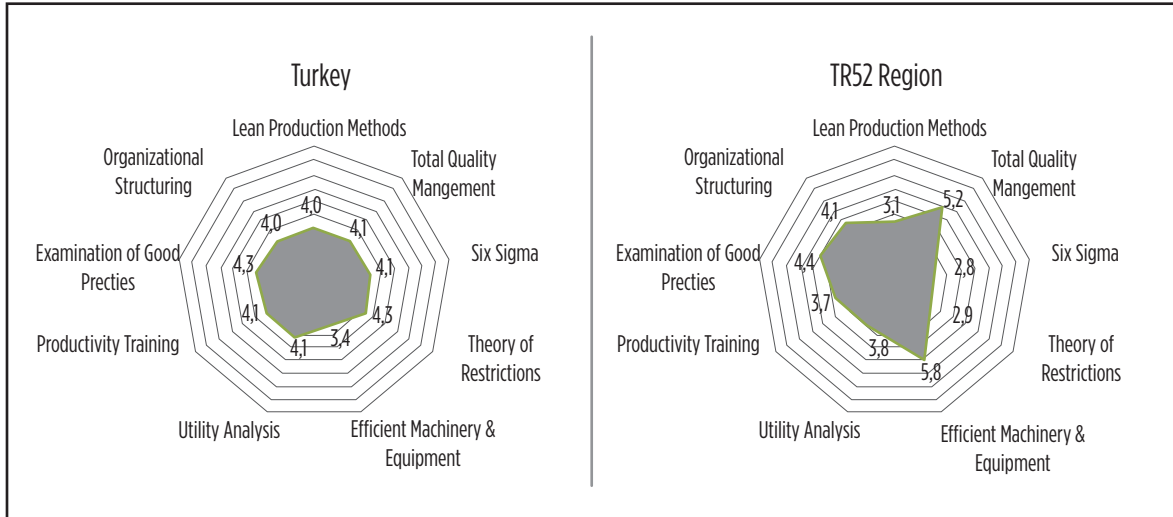 Turkey
Lean Production Methods
Organizational
Structuring
Total Quality
Mangement
4,0
4,0
4,1
Examination of Good
Precties
4,3
4,1
Six Sigma
4,1
4,3
Productivity Training
4,1
3,4
Theory of
Restrictions
Utility Analysis
Efficient Machinery &
Equipment
TR52 Region
Lean Production Methods
Organizational
Structuring
Total Quality
Mangement
4,1
3,1
5,2
Examination of Good
Precties
4,4
2,8
Six Sigma
3,7
2,9
Productivity Training
3,8
5,8
Theory of
Restrictions
Utility Analysis
Efficient Machinery &
Equipment